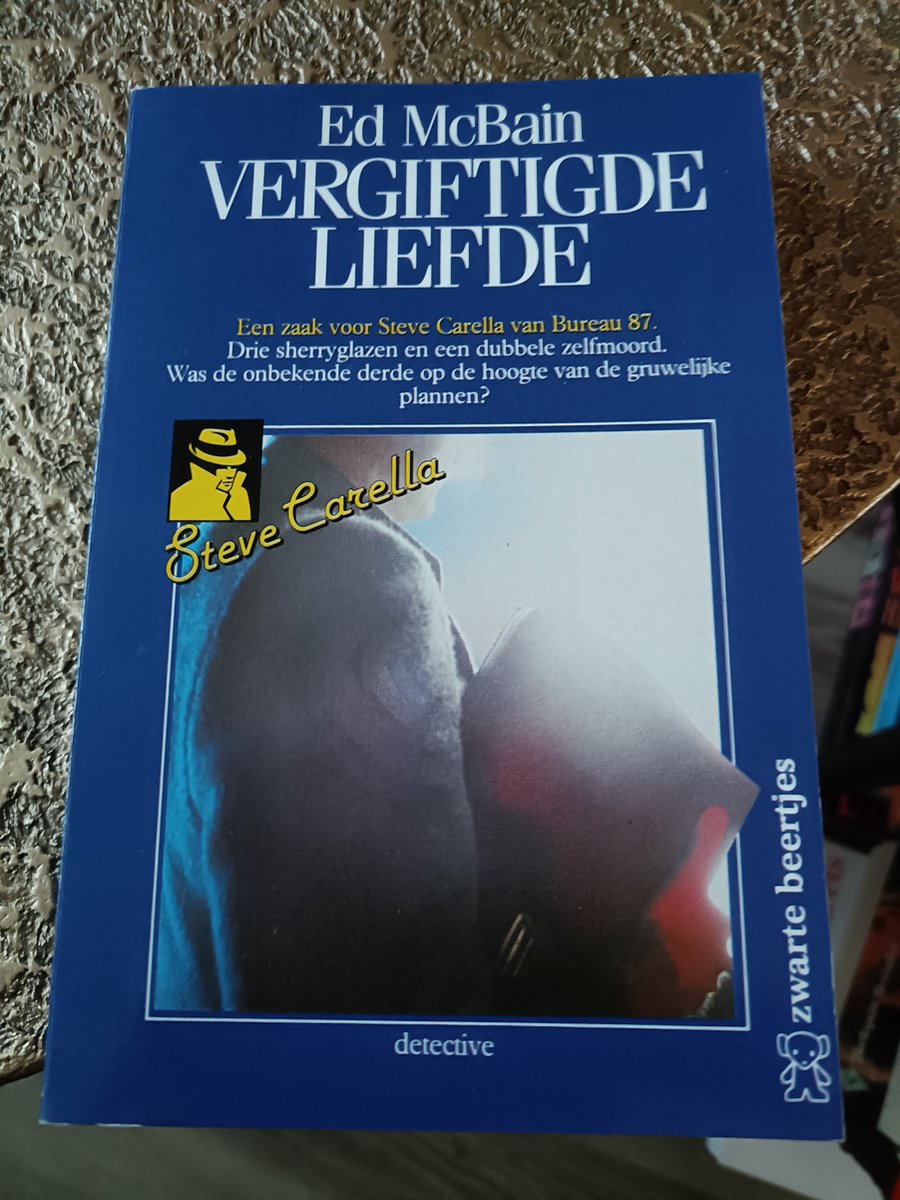 Ed McBain
VERGIFTIGDE
LIEFDE
Een zaak voor Steve Carella van Bureau 87.
Drie sherryglazen en een dubbele zelfmoord.
Was de onbekende derde op de hoogte van de gruwelijke
plannen?
Steve Carella
zwarte beertjes
detective